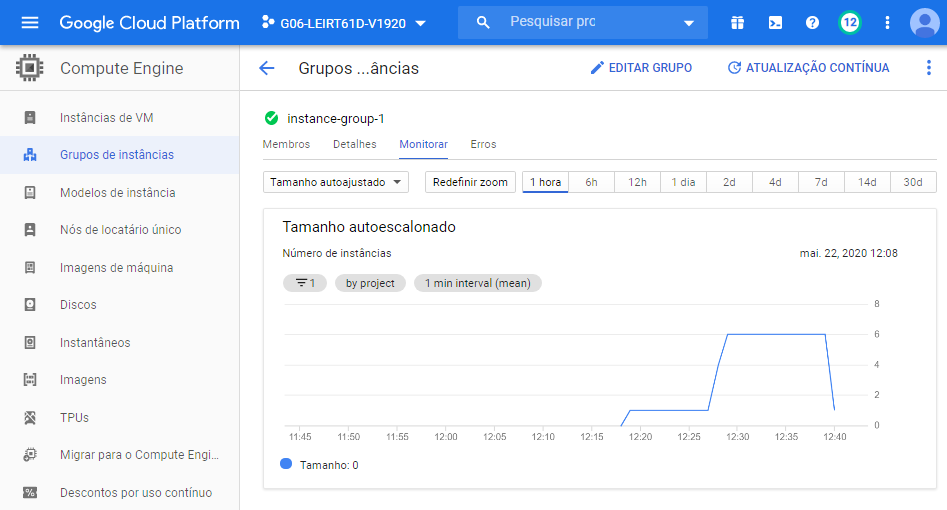 Google Cloud Platform
G06-LEIRT61D-V1920
Pesquisar prc
12
Compute Engine
Grupos ...âncias
EDITAR GRUPO
ATUALIZAÇÃO CONTÍNUA
Instâncias de VM
Grupos de instâncias
Modelos de instância
Nós de locatário único
Imagens de máquina
Discos
Instantâneos
Imagens
TPUs
Migrar para o Compute Engi...
Descontos por uso contínuo
instance-group-1
Membros Detalhes Monitorar Erros
Tamanho autoajustado Redefinir zoom 1 hora 6h 12h 1 dia 2d 4d 7d 14d 30d
Tamanho autoescalonado
Número de instâncias mai. 22, 2020 12:08
1 by project 1 min interval (mean)
8
6
4
2
0
11:45 11:50 11:55 12:00 12:05 12:10 12:15 12:20 12:25 12:30 12:35 12:40
Tamanho: 0